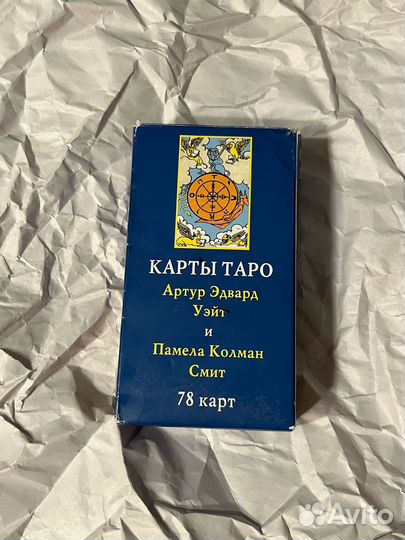 КАРТЫ ТАРО
Артур Эдвард
Уэйт
и
Памела Колман
Смит
78 карт
Avito